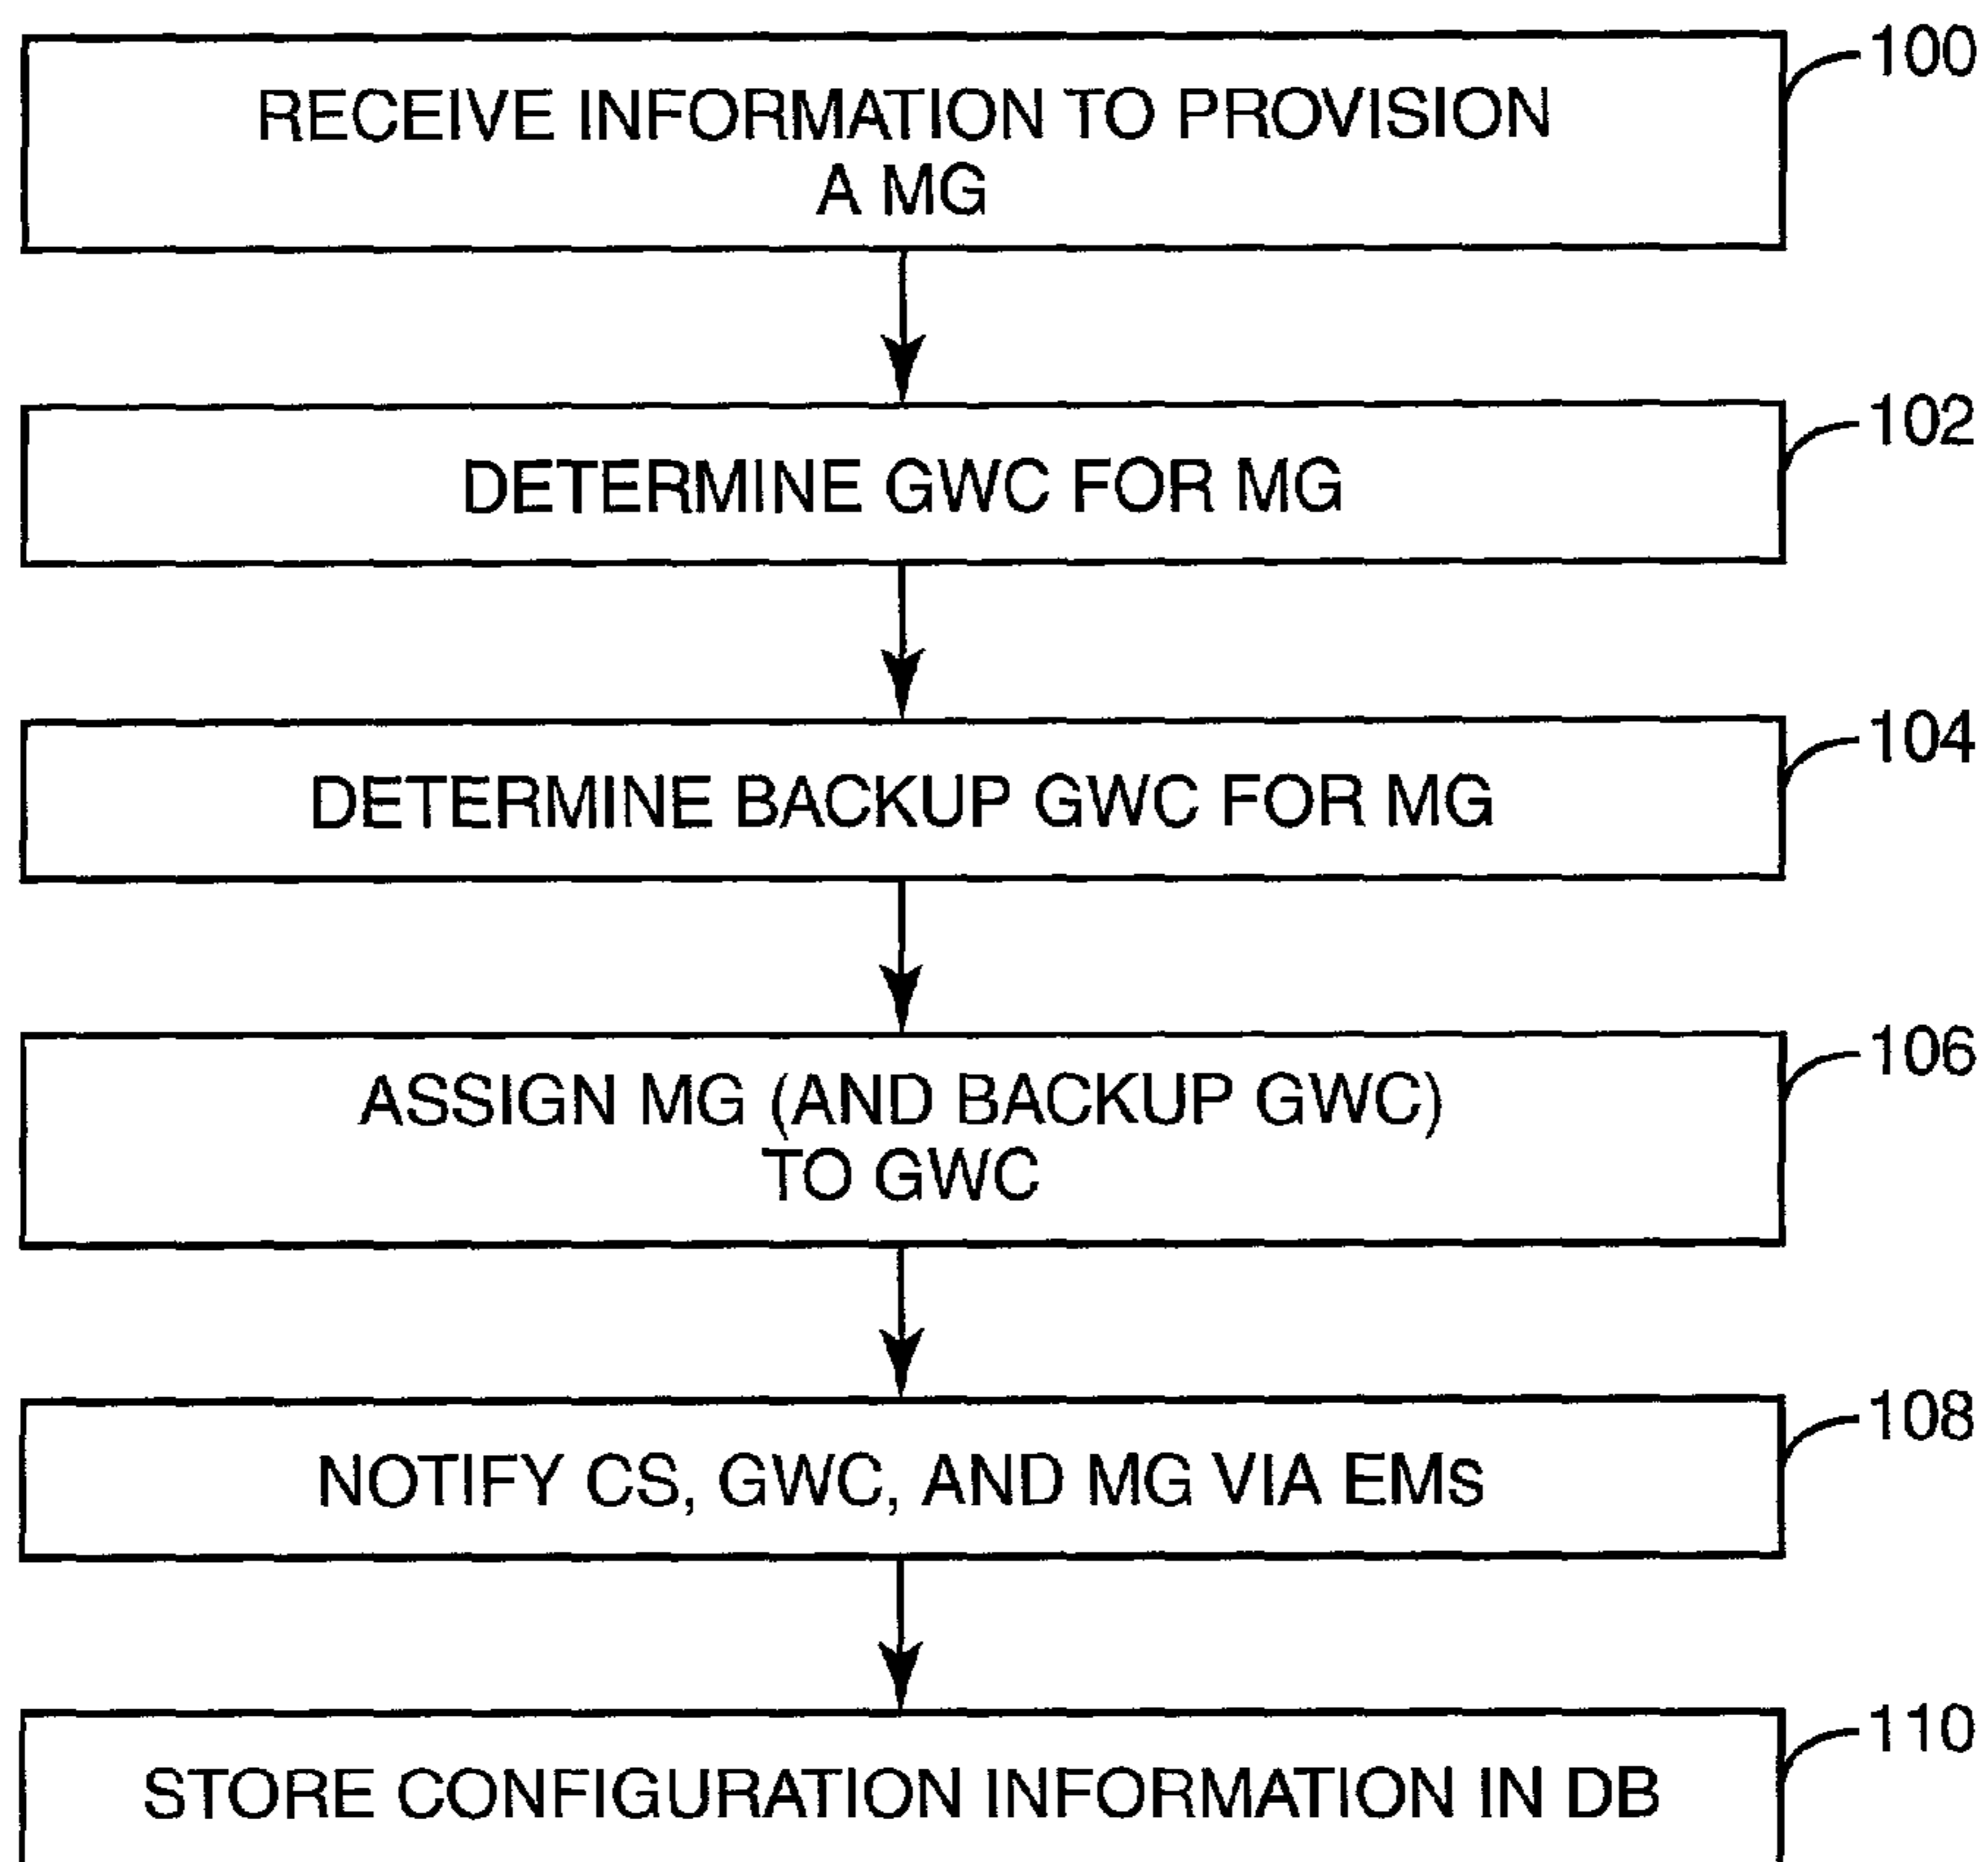 100
RECEIVE INFORMATION TO PROVISION
A MG
102
DETERMINE GWC FOR MG
104
DETERMINE BACKUP GWC FOR MG
106
ASSIGN MG (AND BACKUP GWC)
TO GWC
108
NOTIFY CS, GWC, AND MG VIA EMs
110
STORE CONFIGURATION INFORMATION IN DB